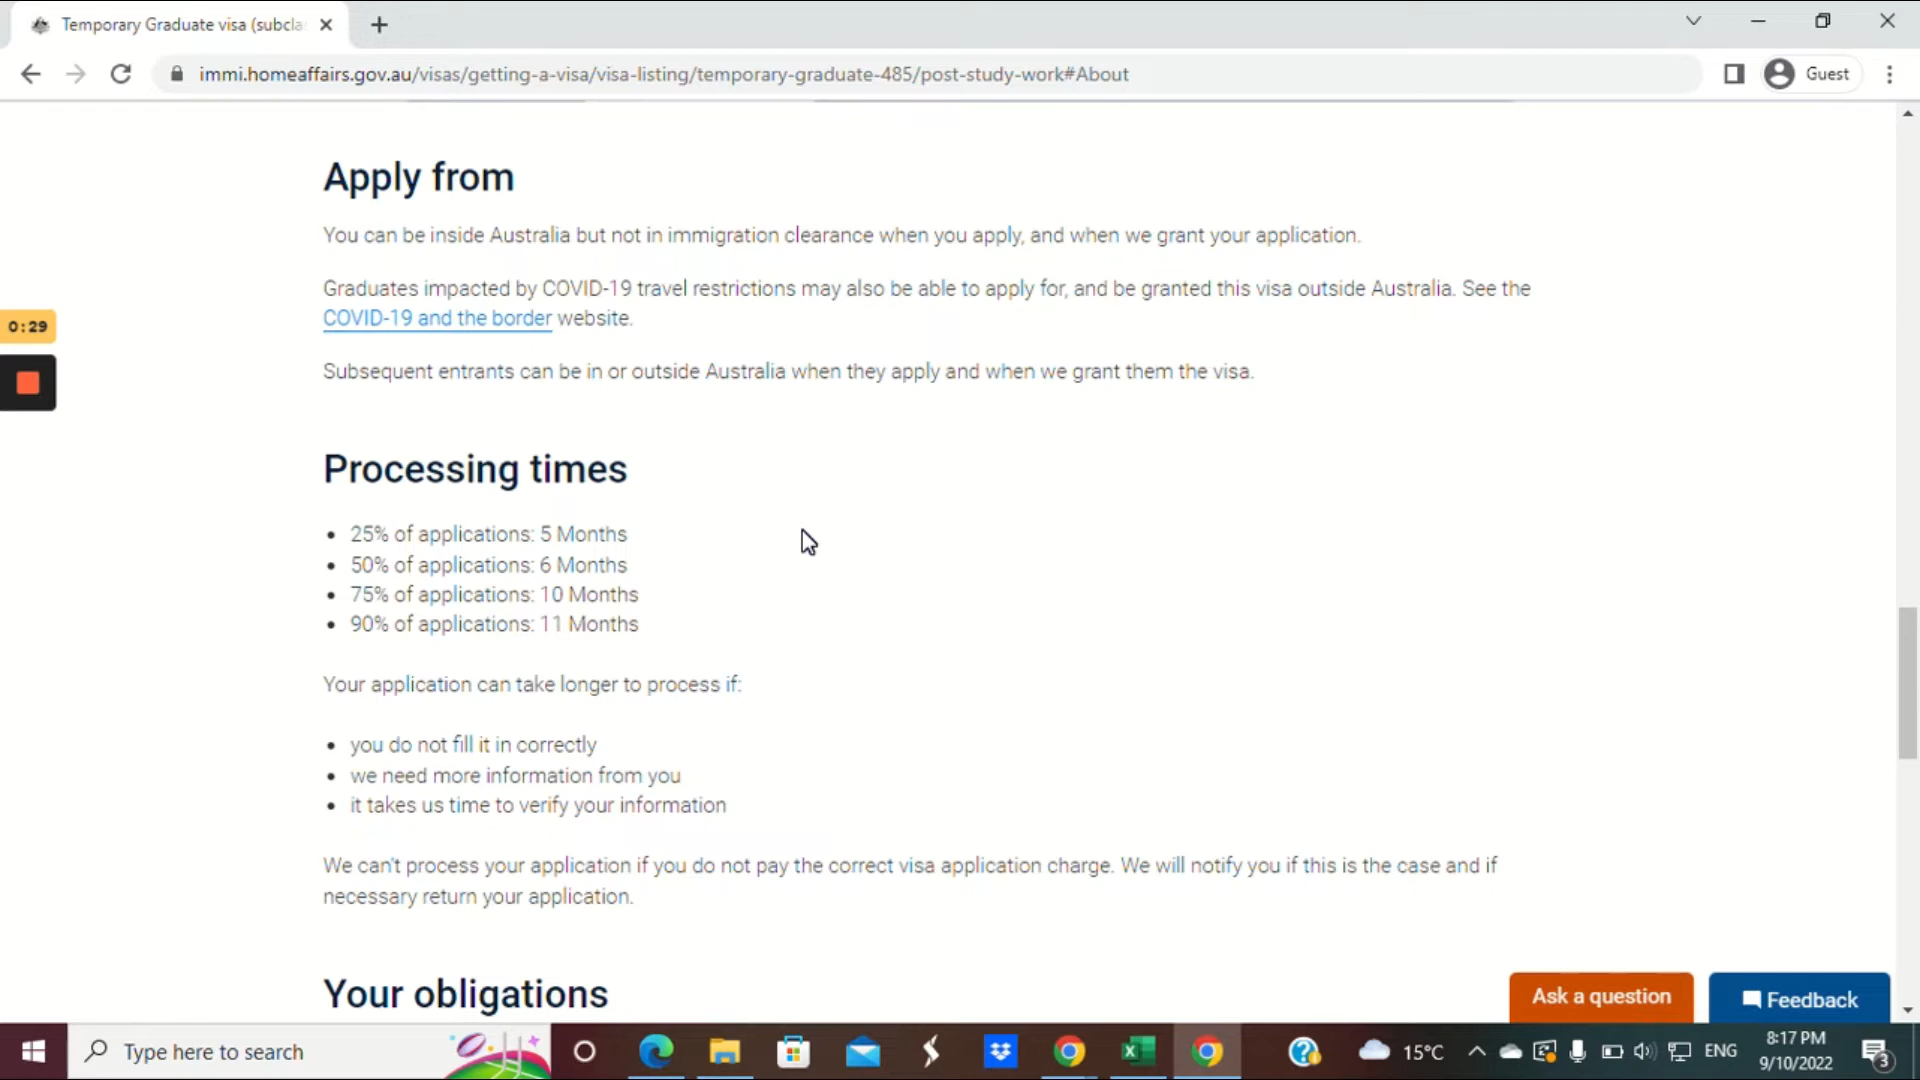 Temporary Graduate visa (subcla
immi.homeaffairs.gov.au/visas/getting-a-visa/visa-listing/temporary-graduate-485/post-study-work#About
Guest
Apply from
You can be inside Australia but not in immigration clearance when you apply, and when we grant your application.
Graduates impacted by COVID-19 travel restrictions may also be able to apply for, and be granted this visa outside Australia. See the
COVID-19 and the border website.
0:29
Subsequent entrants can be in or outside Australia when they apply and when we grant them the visa.
Processing times
• 25% of applications: 5 Months
• 50% of applications: 6 Months
• 75% of applications: 10 Months
• 90% of applications: 11 Months
Your application can take longer to process if:
• you do not fill it in correctly
• we need more information from you
• it takes us time to verify your information
We can't process your application if you do not pay the correct visa application charge. We will notify you if this is the case and if
necessary return your application.
Your obligations
Ask a question
Feedback
Type here to search
15°C
ENG
8:17 PM
9/10/2022
3